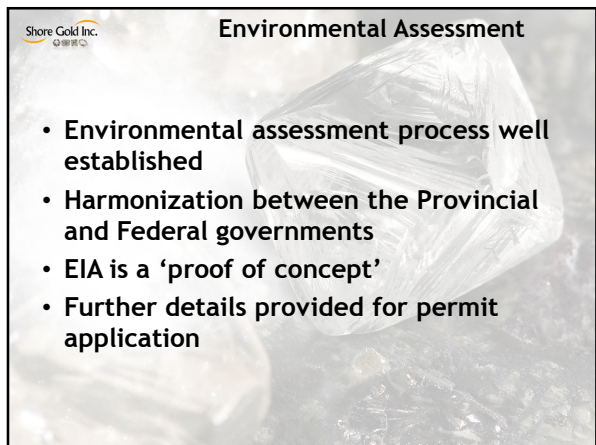 Shore Gold Inc.
Environmental Assessment
• Environmental assessment process well
established
• Harmonization between the Provincial
and Federal governments
• EIA is a ‘proof of concept’
• Further details provided for permit
application